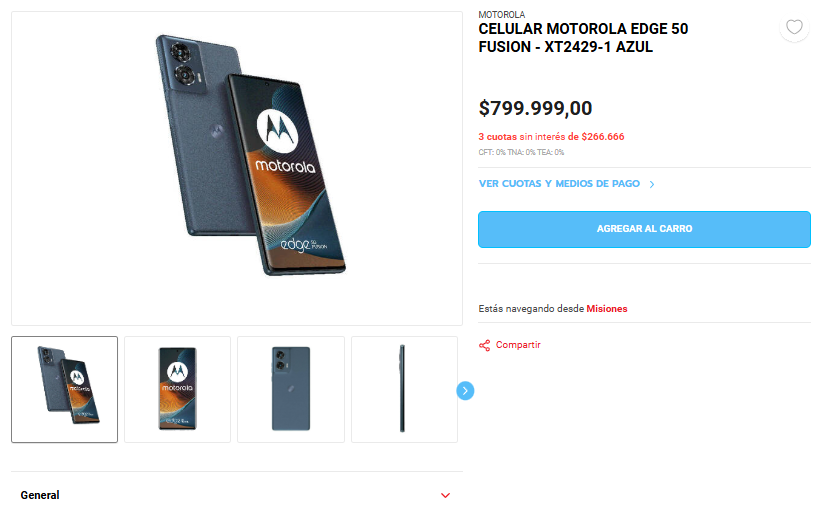 MOTOROLA
CELULAR MOTOROLA EDGE 50
FUSION - XT2429-1 AZUL
$799.999,00
3 cuotas sin interés de $266.666
CFT: 0% TNA: 0% TEA: 0%
VER CUOTAS Y MEDIOS DE PAGO
AGREGAR AL CARRO
Estás navegando desde Misiones
Compartir
motorola
edge 50 FUSION
motorola
motorola
General